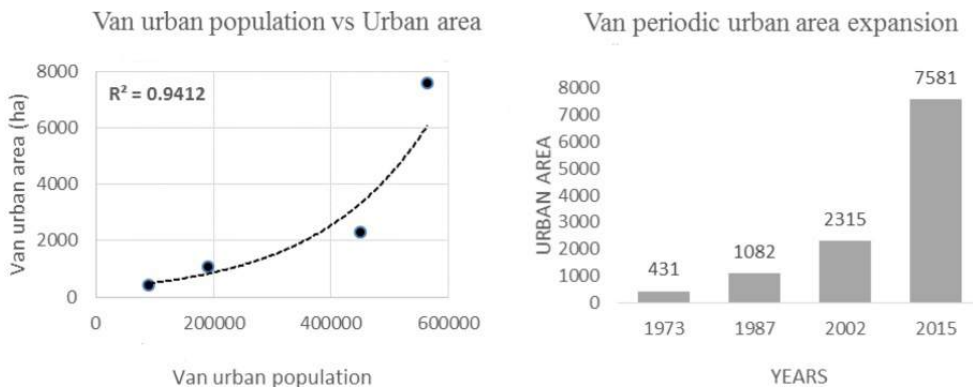 Van urban population vs Urban area
R² = 0.9412
Van urban area (ha)
8000
6000
4000
2000
0
0 200000 400000 600000
Van urban population
Van periodic urban area expansion
URBAN AREA
8000
7000
6000
5000
4000
3000
2000
1000
0
431 1082 2315 7581
1973 1987 2002 2015
YEARS